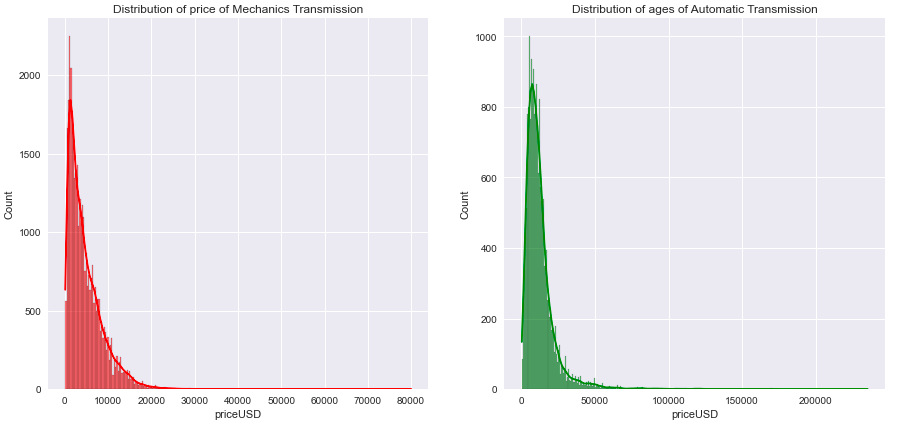 Distribution of price of Mechanics Transmission
Count
2000
1500
1000
500
0
0 10000 20000 30000 40000 50000 60000 70000 80000
priceUSD
Distribution of ages of Automatic Transmission
Count
1000
800
600
400
200
0
0 50000 100000 150000 200000
priceUSD